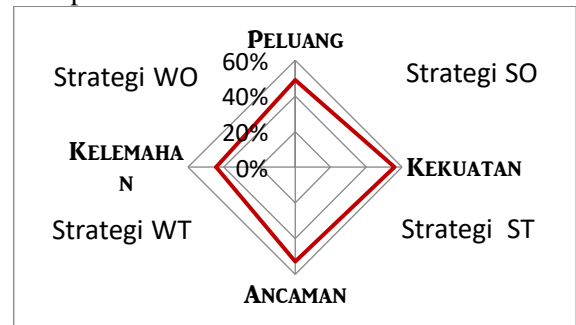 PELUANG
60%
Strategi WO
Strategi SO
40%
20%
KELEMAHA
N
0%
KEKUATAN
Strategi WT
Strategi ST
ANCAMAN